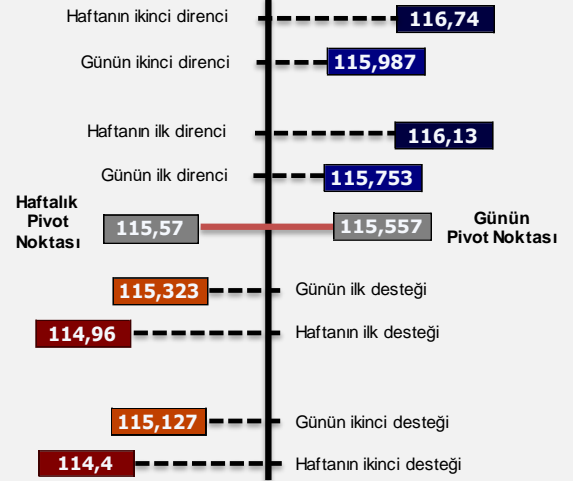 Haftanın ikinci direnci
116,74
Günün ikinci direnci
115,987
Haftanın ilk direnci
116,13
Günün ilk direnci
115,753
Haftalık
Pivot
Noktası
115,57
115,557
Günün
Pivot Noktası
115,323
Günün ilk desteği
114,96
Haftanın ilk desteği
115,127
Günün ikinci desteği
114,4
Haftanın ikinci desteği